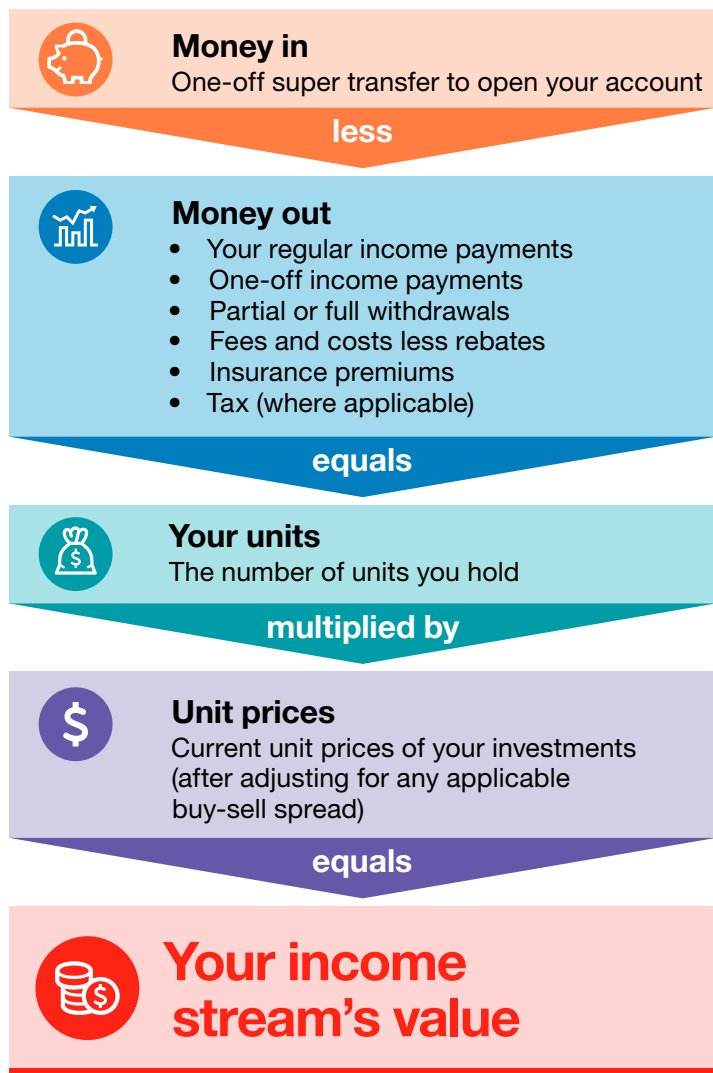 Money in
One-off super transfer to open your account
less
Money out
• Your regular income payments
• One-off income payments
• Partial or full withdrawals
• Fees and costs less rebates
• Insurance premiums
• Tax (where applicable)
equals
$
Your units
The number of units you hold
multiplied by
$
Unit prices
Current unit prices of your investments
(after adjusting for any applicable
buy-sell spread)
equals
$
Your income
stream’s value